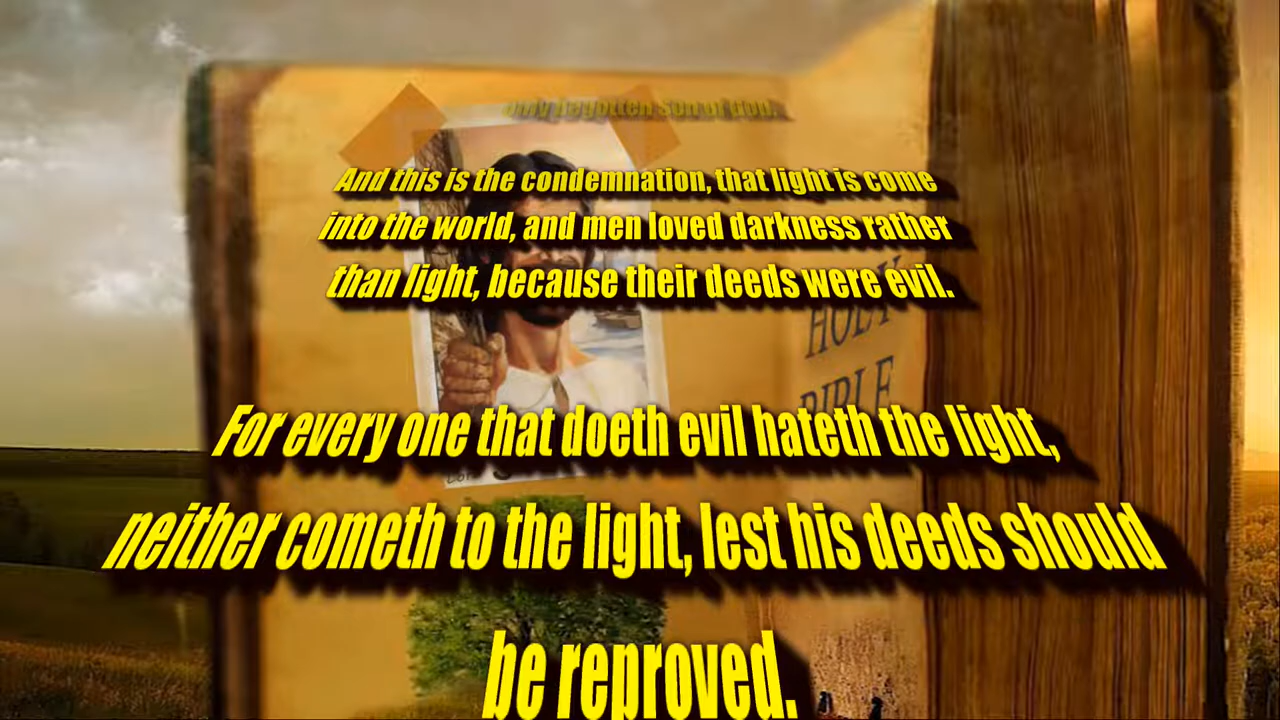 only begotten Son of God.
And this is the condemnation, that light is come
into the world, and men loved darkness rather
than light, because their deeds were evil.
HOLY
BIBLE
For every one that doeth evil hateth the light,
neither cometh to the light, lest his deeds should
be reproved.